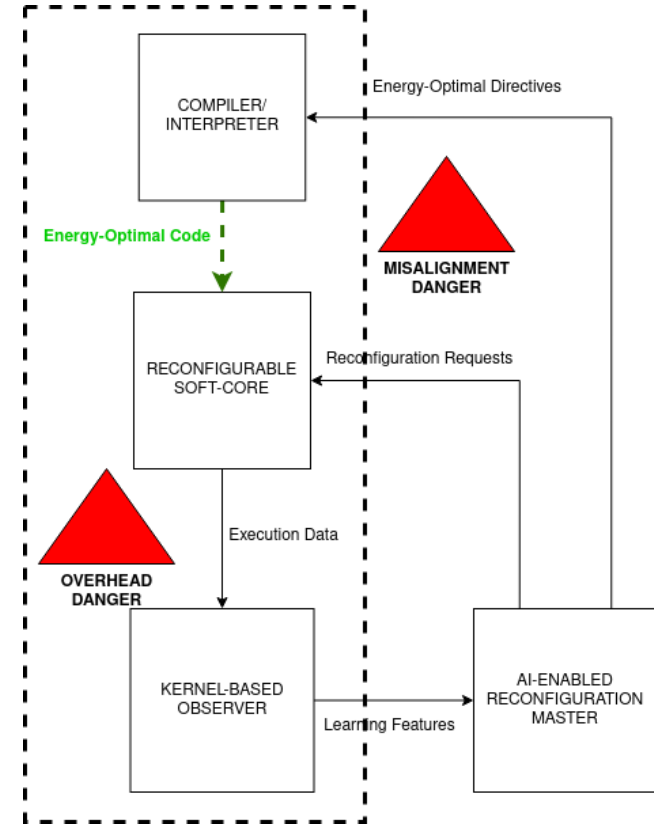 COMPILER/
INTERPRETER
Energy-Optimal Directives
Energy-Optimal Code
MISALIGNMENT
DANGER
RECONFIGURABLE
SOFT-CORE
Reconfiguration Requests
Execution Data
OVERHEAD
DANGER
KERNEL-BASED
OBSERVER
Learning Features
AI-ENABLED
RECONFIGURATION
MASTER